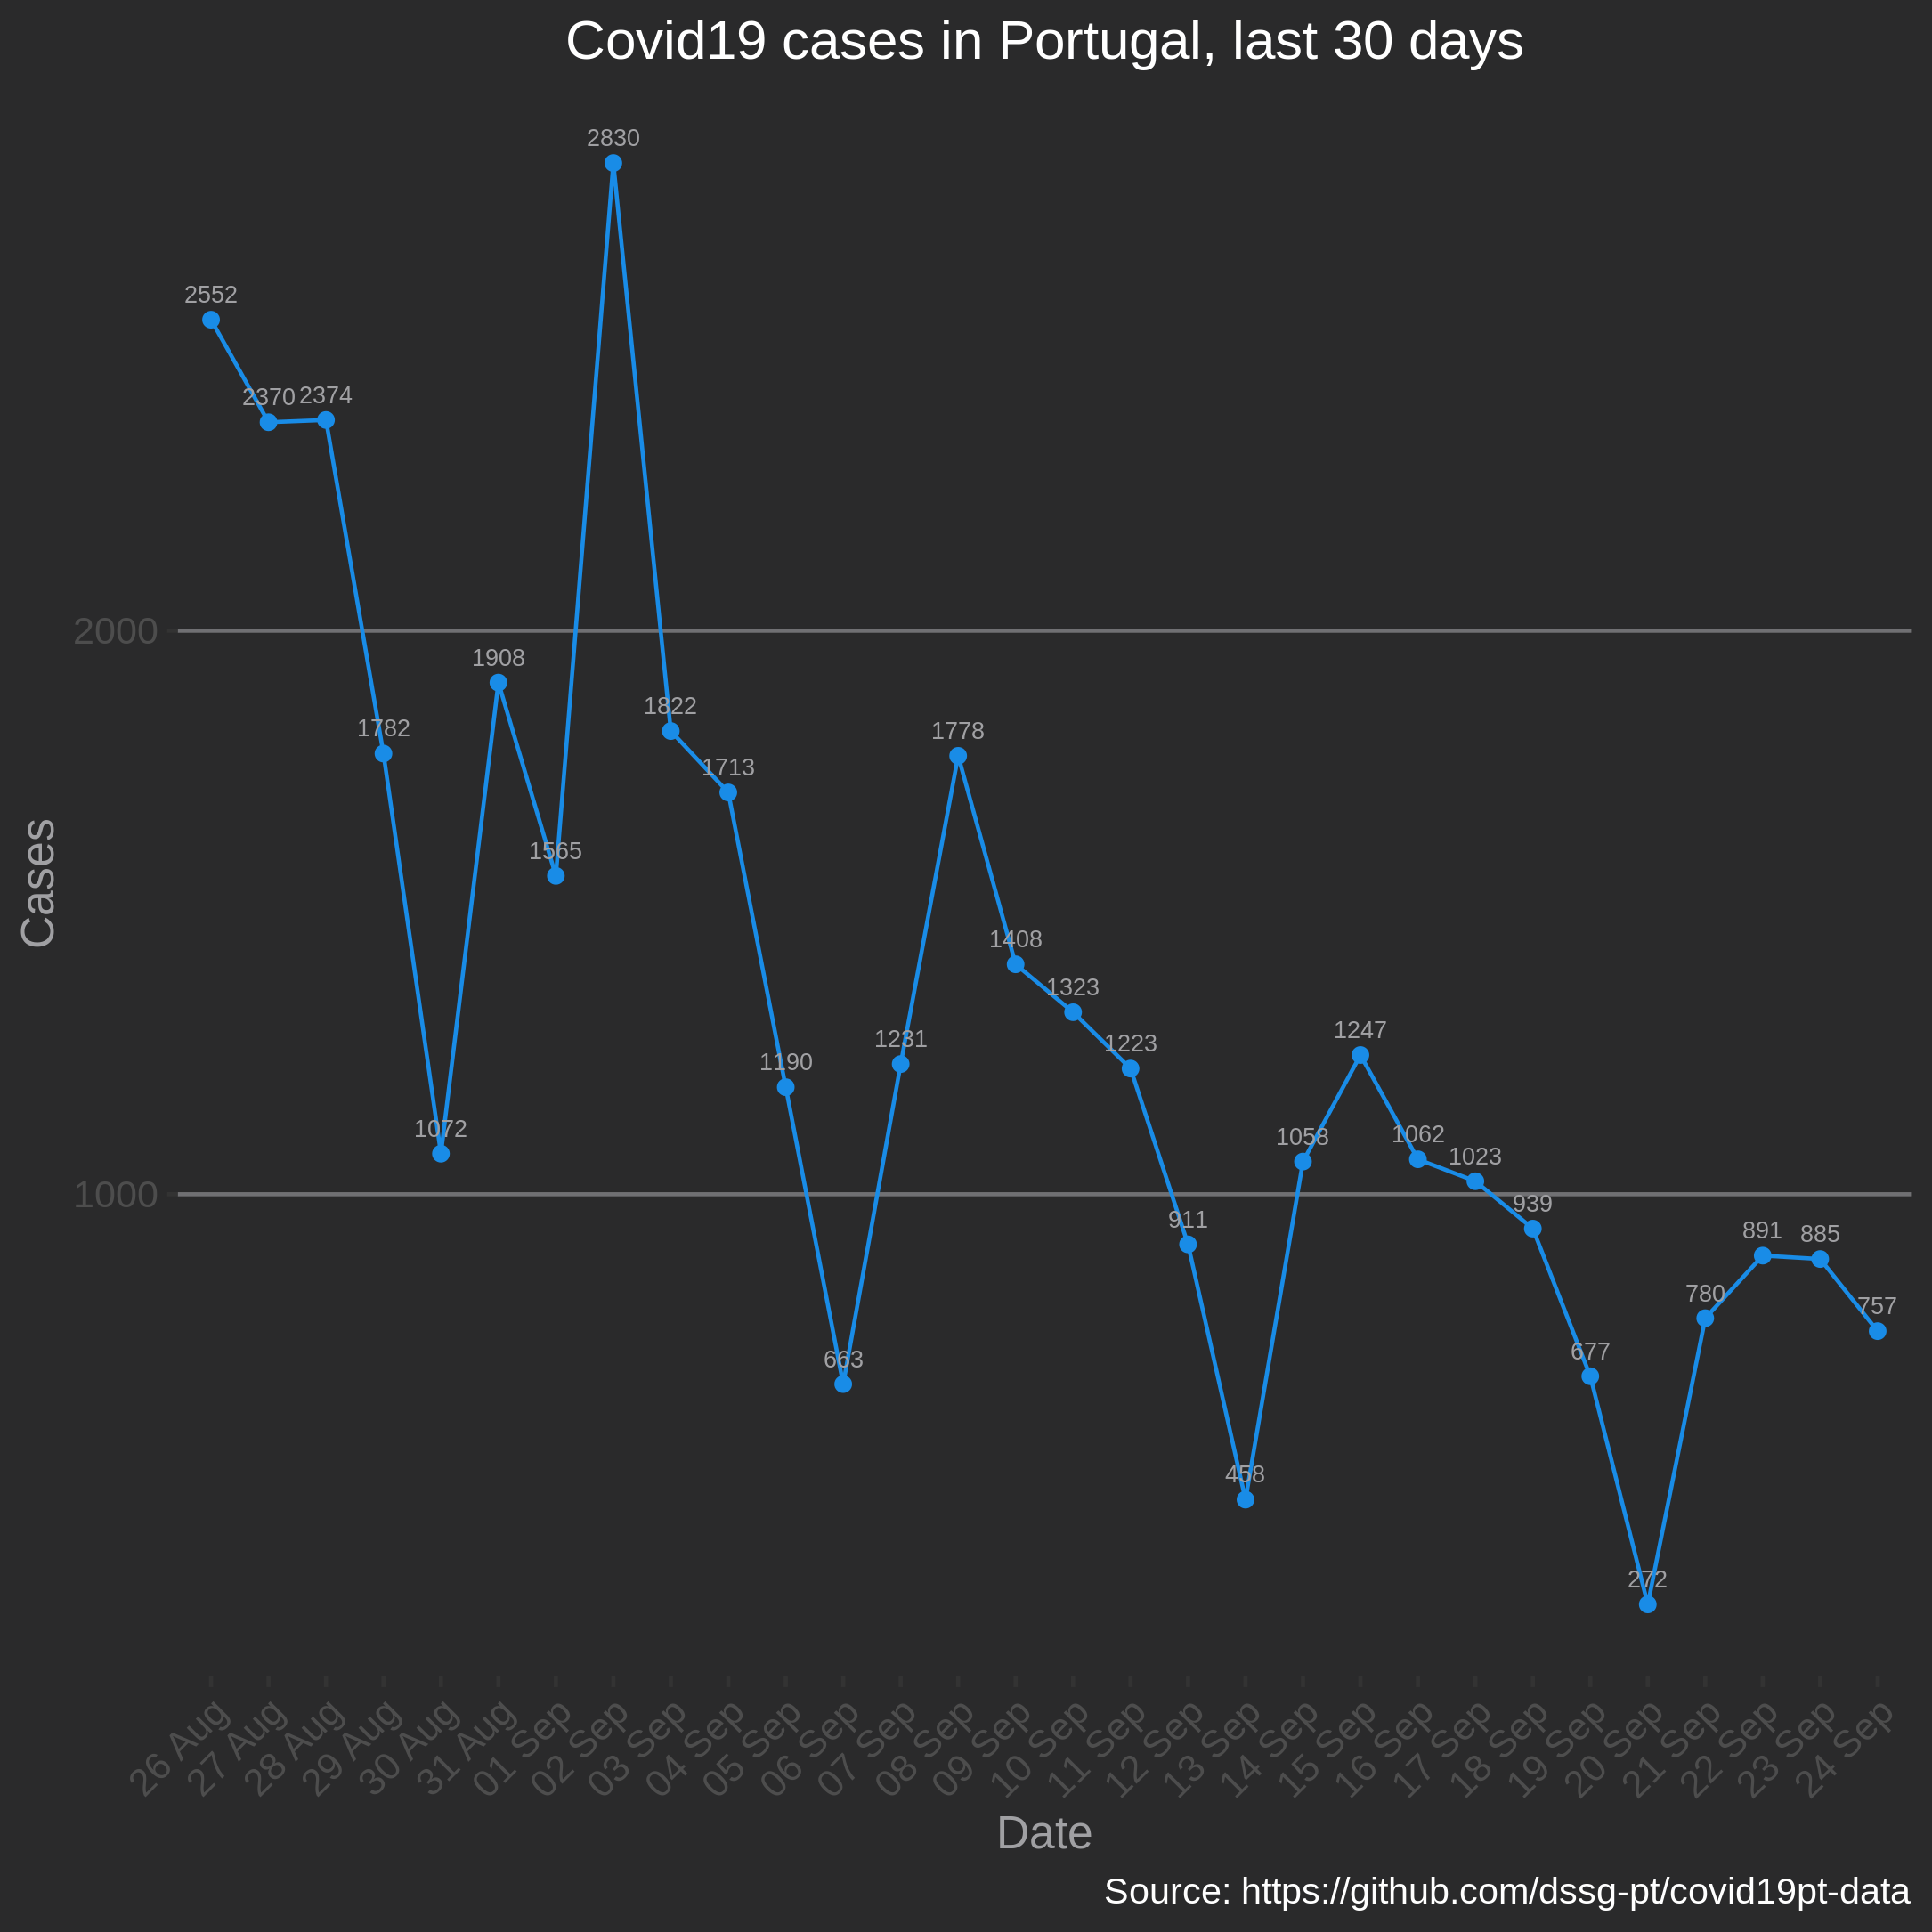 Covid19 cases in Portugal, last 30 days
2830
2552
2370 2374
2000
1908
1822
1782
1778
1713
1565
1408
1323
1247
1231
1223
1190
1072
1058
1062
1023
1000
939
911
891 885
780
757
677
663
458
272
Cases
26 Aug
27 Aug
28 Aug
29 Aug
30 Aug
31 Aug
01 Sep
02 Sep
03 Sep
04 Sep
05 Sep
06 Sep
07 Sep
08 Sep
09 Sep
10 Sep
11 Sep
12 Sep
13 Sep
14 Sep
15 Sep
16 Sep
17 Sep
18 Sep
19 Sep
20 Sep
21 Sep
22 Sep
23 Sep
24 Sep
Date
Source: https://github.com/dssg-pt/covid19pt-data